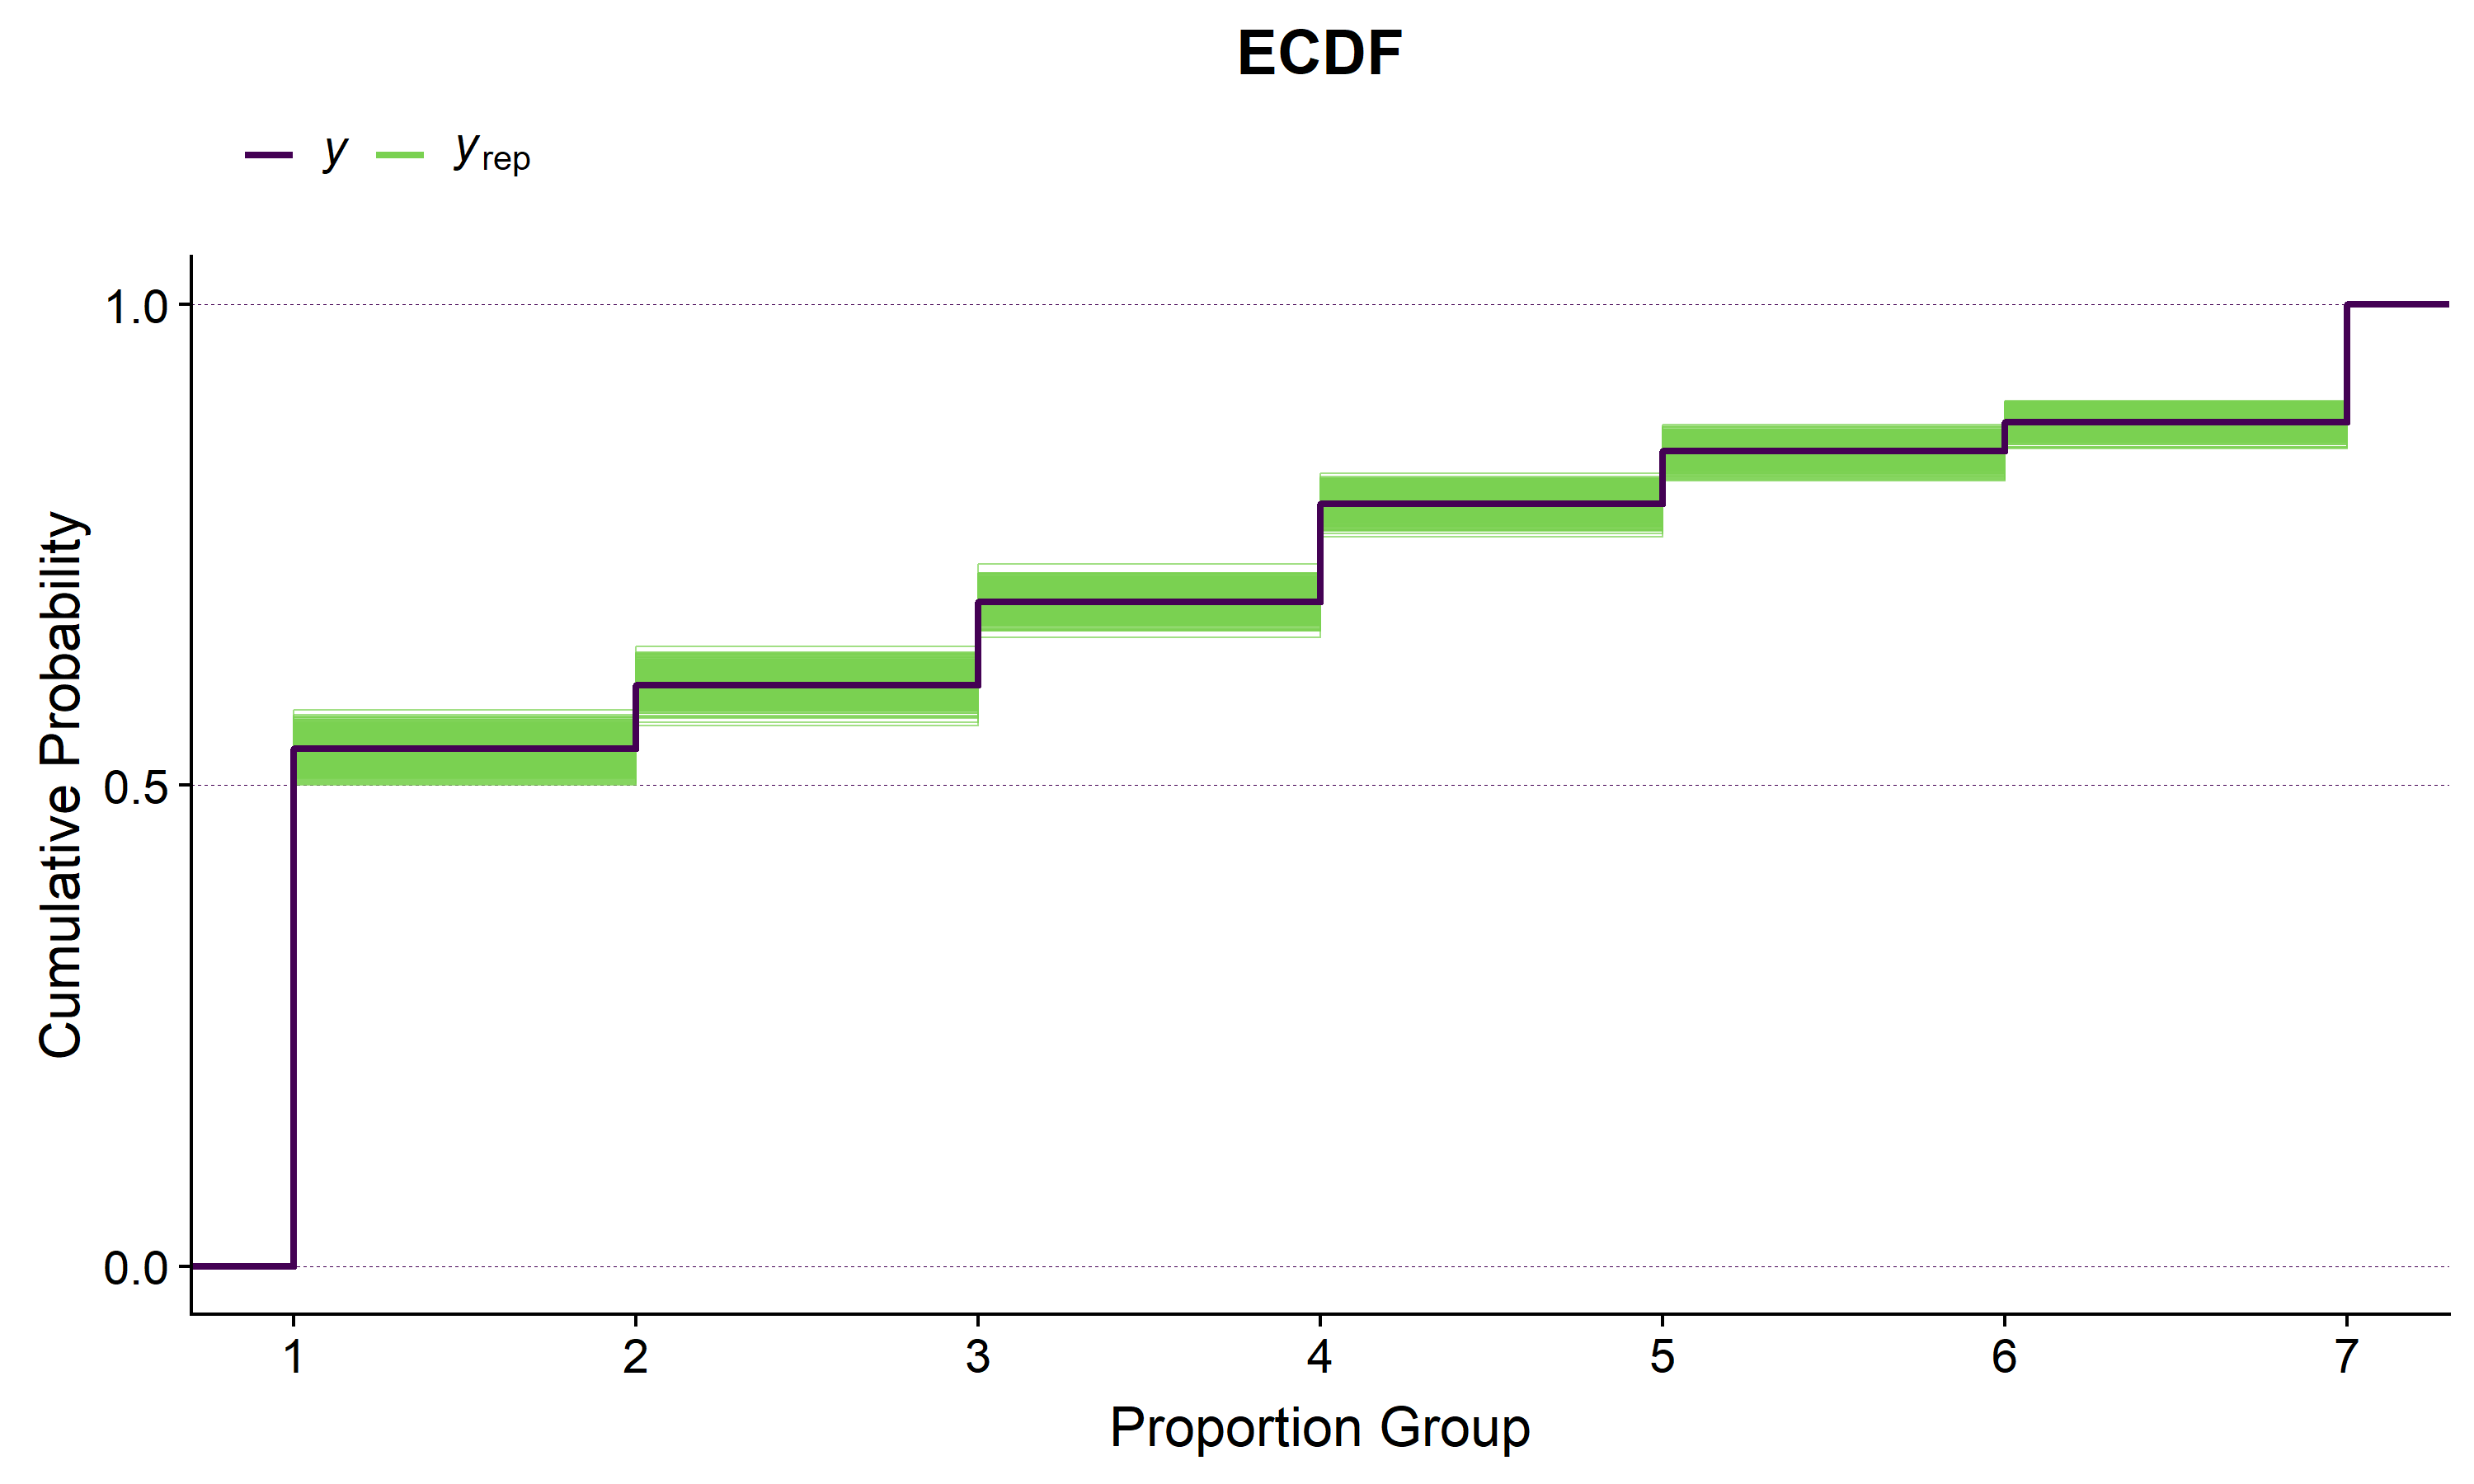 ECDF
y yrep
Cumulative Probability
1.0
0.5
0.0
1 2 3 4 5 6 7
Proportion Group